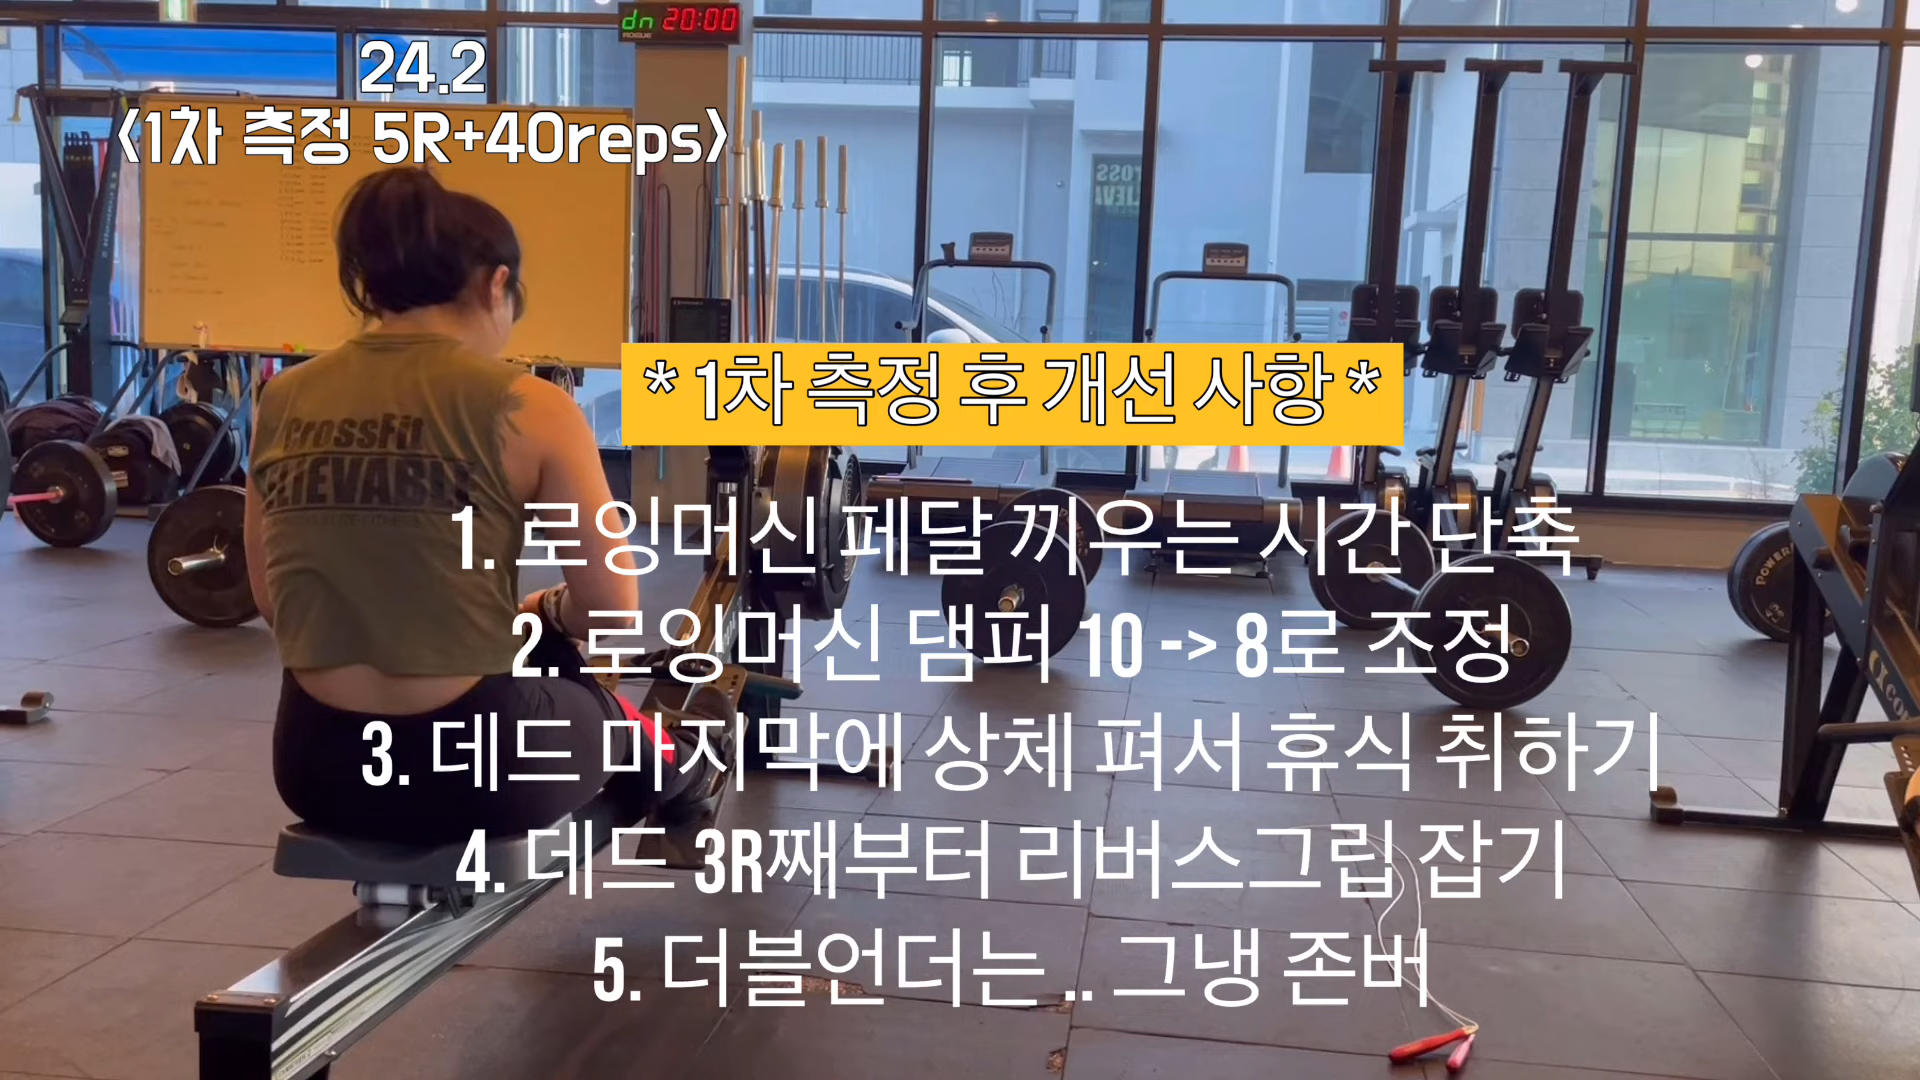 dn 20:00
ROGUE
24.2
<1차 측정 5R+40reps>
CROSS
* 1차 측정 후 개선 사항 *
CrossFit
1. 로잉머신 페달 끼우는 시간 단축
2. 로잉머신 댐퍼 10 -> 8로 조정
3. 데드 마지막에 상체 펴서 휴식 취하기
4. 데드 3R째부터 리버스그립 잡기
5. 더블언더는 .. 그냥 존버